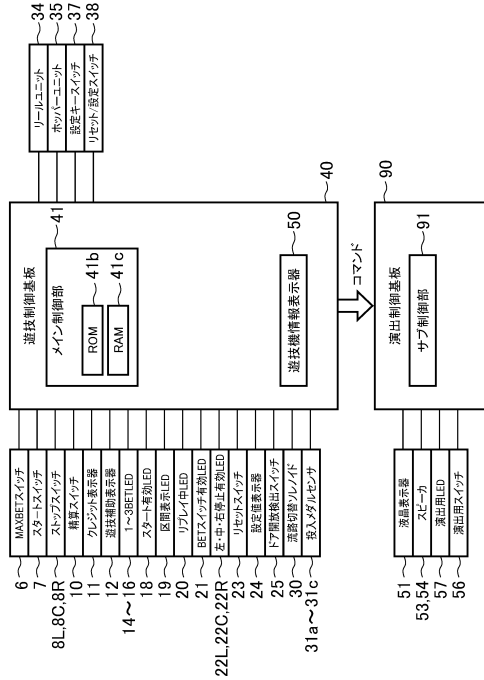 MAXBETスイッチ
スタートスイッチ
ストップスイッチ
精算スイッチ
クレジット表示器
遊技補助表示器
1～3BETLED
スタート有効LED
区間表示LED
リプレイ中LED
BETスイッチ有効LED
左・中・右停止有効LED
リセットスイッチ
設定値表示器
ドア開放検出スイッチ
流路切替ソレノイド
投入メダルセンサ
6
7
8L,8C,8R
10
11
12
14～16
18
19
20
21
22L,22C,22R
23
24
25
30
31a～31c
遊技制御基板
メイン制御部
41
ROM
41b
RAM
41c
遊技機情報表示器
50
40
リールユニット
34
ホッパーユニット
35
設定キースイッチ
37
リセット/設定スイッチ
38
コマンド
液晶表示器
スピーカ
演出用LED
演出用スイッチ
51
53,54
57
56
演出制御基板
90
サブ制御部
91